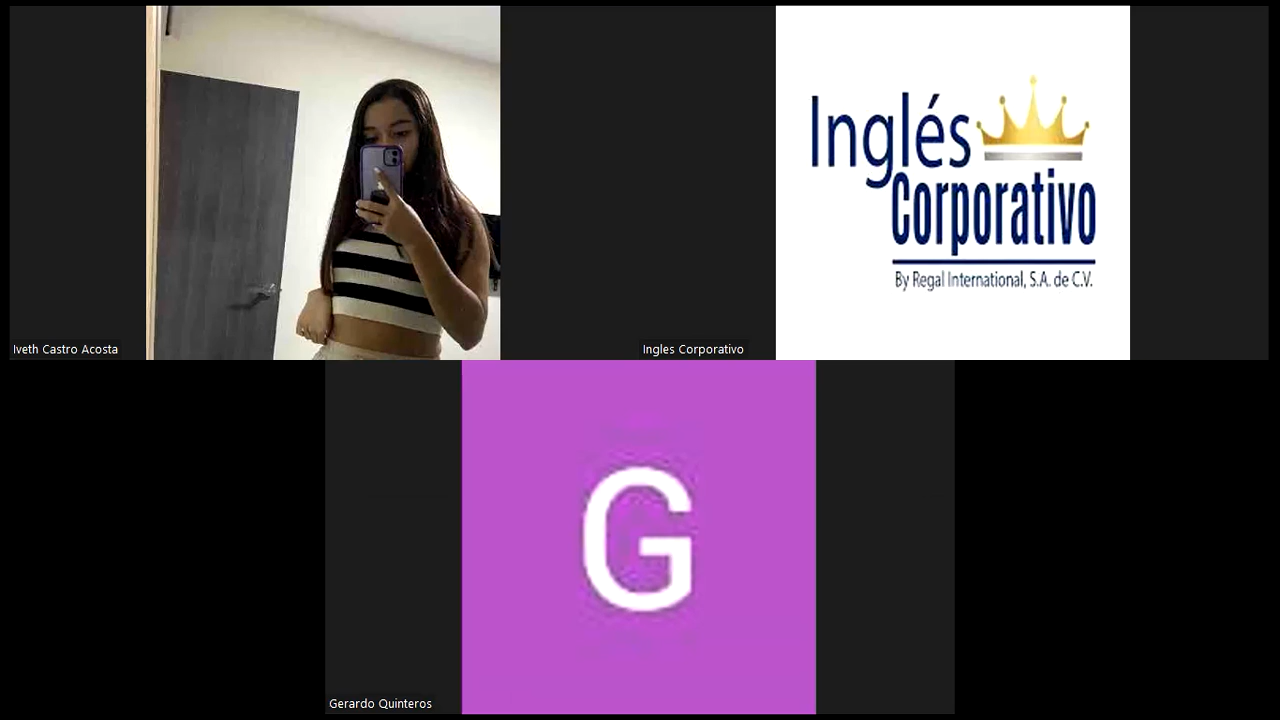 Inglés
Corporativo
By Regal International, S.A. de C.V.
Iveth Castro Acosta
Ingles Corporativo
G
Gerardo Quinteros